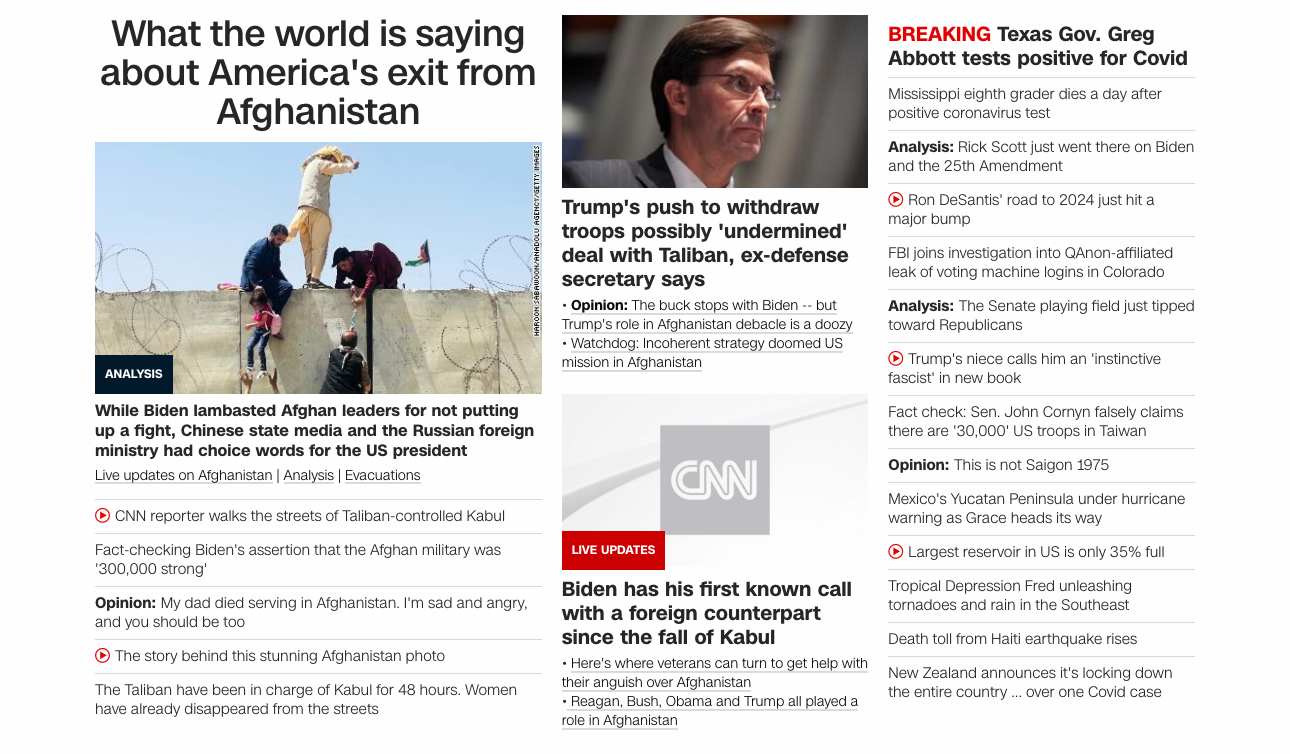 What the world is saying
about America's exit from
Afghanistan
HAROON SABAWOON/ANADOLU AGENCY/GETTY IMAGES
ANALYSIS
While Biden lambasted Afghan leaders for not putting
up a fight, Chinese state media and the Russian foreign
ministry had choice words for the US president
Live updates on Afghanistan | Analysis | Evacuations
CNN reporter walks the streets of Taliban-controlled Kabul
Fact-checking Biden's assertion that the Afghan military was
'300,000 strong'
Opinion: My dad died serving in Afghanistan. I'm sad and angry,
and you should be too
The story behind this stunning Afghanistan photo
The Taliban have been in charge of Kabul for 48 hours. Women
have already disappeared from the streets
Trump's push to withdraw
troops possibly 'undermined'
deal with Taliban, ex-defense
secretary says
• Opinion: The buck stops with Biden -- but
Trump's role in Afghanistan debacle is a doozy
• Watchdog: Incoherent strategy doomed US
mission in Afghanistan
CNN
LIVE UPDATES
Biden has his first known call
with a foreign counterpart
since the fall of Kabul
• Here's where veterans can turn to get help with
their anguish over Afghanistan
• Reagan, Bush, Obama and Trump all played a
role in Afghanistan
BREAKING Texas Gov. Greg
Abbott tests positive for Covid
Mississippi eighth grader dies a day after
positive coronavirus test
Analysis: Rick Scott just went there on Biden
and the 25th Amendment
Ron DeSantis' road to 2024 just hit a
major bump
FBI joins investigation into QAnon-affiliated
leak of voting machine logins in Colorado
Analysis: The Senate playing field just tipped
toward Republicans
Trump's niece calls him an 'instinctive
fascist' in new book
Fact check: Sen. John Cornyn falsely claims
there are '30,000' US troops in Taiwan
Opinion: This is not Saigon 1975
Mexico's Yucatan Peninsula under hurricane
warning as Grace heads its way
Largest reservoir in US is only 35% full
Tropical Depression Fred unleashing
tornadoes and rain in the Southeast
Death toll from Haiti earthquake rises
New Zealand announces it's locking down
the entire country ... over one Covid case